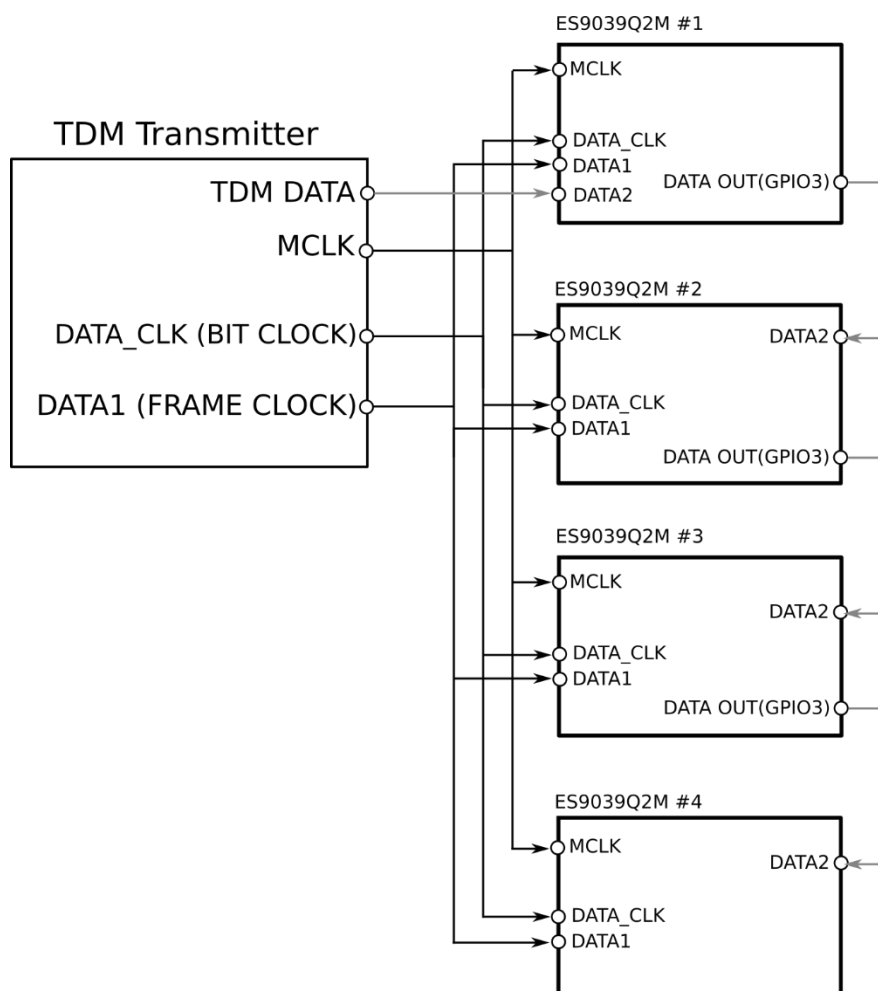 ES9039Q2M #1
MCLK
DATA_CLK
DATA1
DATA2
DATA OUT(GPIO3)
TDM Transmitter
TDM DATA
MCLK
DATA_CLK (BIT CLOCK)
DATA1 (FRAME CLOCK)
ES9039Q2M #2
MCLK
DATA2
DATA_CLK
DATA1
DATA OUT(GPIO3)
ES9039Q2M #3
MCLK
DATA2
DATA_CLK
DATA1
DATA OUT(GPIO3)
ES9039Q2M #4
MCLK
DATA2
DATA_CLK
DATA1